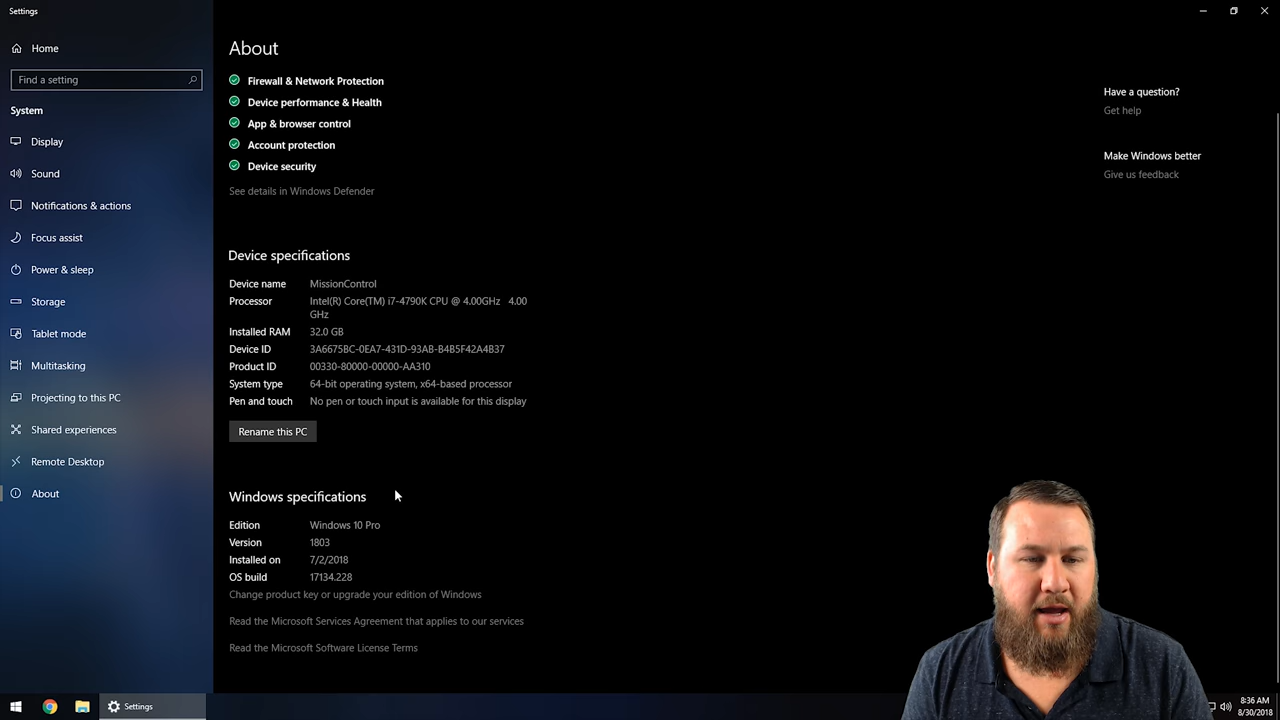 Settings
Home
Find a setting
System
Display
Sound
Notifications & actions
Focus assist
Power & sleep
Storage
Tablet mode
Multitasking
Projecting to this PC
Shared experiences
Remote Desktop
About
About
Firewall & Network Protection
Device performance & Health
App & browser control
Account protection
Device security
See details in Windows Defender
Device specifications
Device name MissionControl
Processor Intel(R) Core(TM) i7-4790K CPU @ 4.00GHz 4.00
GHz
Installed RAM 32.0 GB
Device ID 3A6675BC-0EA7-431D-93AB-B4B5F42A4B37
Product ID 00330-80000-00000-AA310
System type 64-bit operating system, x64-based processor
Pen and touch No pen or touch input is available for this display
Rename this PC
Windows specifications
Edition Windows 10 Pro
Version 1803
Installed on 7/2/2018
OS build 17134.228
Change product key or upgrade your edition of Windows
Read the Microsoft Services Agreement that applies to our services
Read the Microsoft Software License Terms
Have a question?
Get help
Make Windows better
Give us feedback
Settings
8:36 AM
8/30/2018